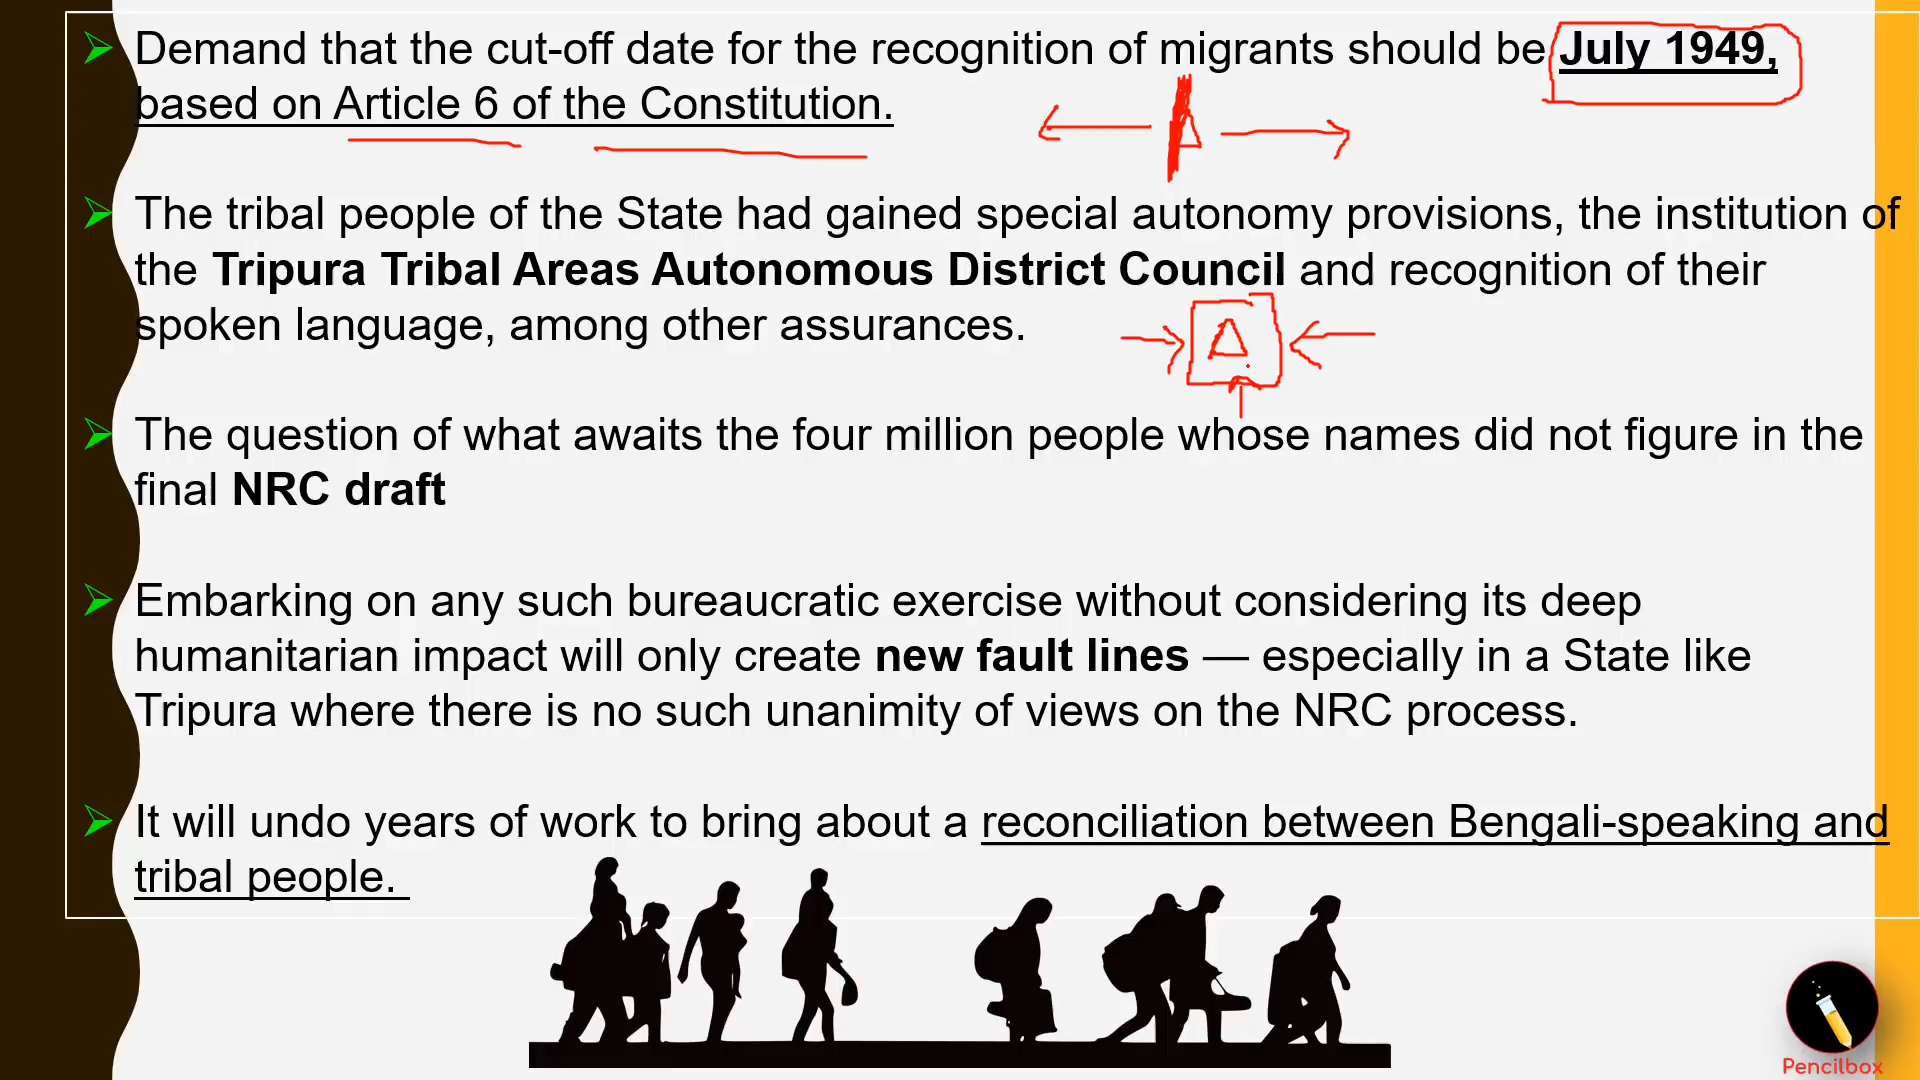 Demand that the cut-off date for the recognition of migrants should be July 1949,
based on Article 6 of the Constitution.
The tribal people of the State had gained special autonomy provisions, the institution of
the Tripura Tribal Areas Autonomous District Council and recognition of their
spoken language, among other assurances.
The question of what awaits the four million people whose names did not figure in the
final NRC draft
Embarking on any such bureaucratic exercise without considering its deep
humanitarian impact will only create new fault lines — especially in a State like
Tripura where there is no such unanimity of views on the NRC process.
It will undo years of work to bring about a reconciliation between Bengali-speaking and
tribal people.
Pencilbox